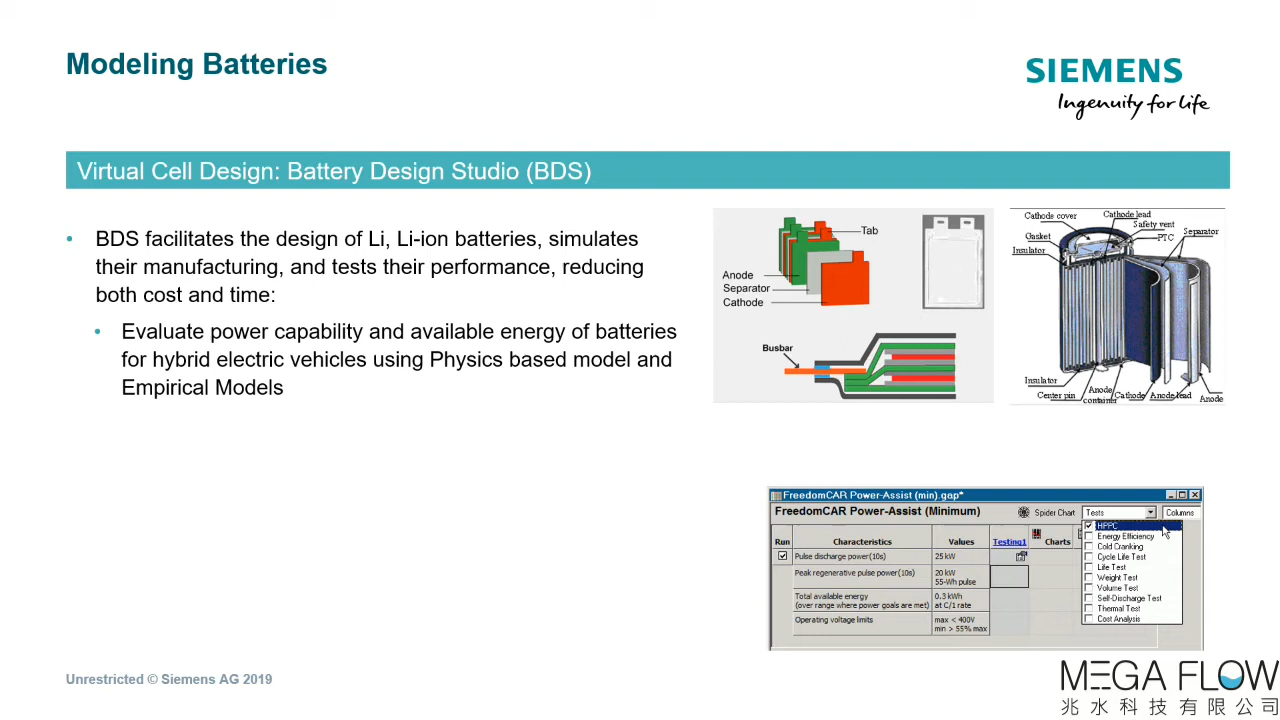 Modeling Batteries
SIEMENS
Ingenuity for life
Virtual Cell Design: Battery Design Studio (BDS)
• BDS facilitates the design of Li, Li-ion batteries, simulates
their manufacturing, and tests their performance, reducing
both cost and time:
• Evaluate power capability and available energy of batteries
for hybrid electric vehicles using Physics based model and
Empirical Models
Tab
Anode
Separator
Cathode
Busbar
Cathode cover
Cathode lead
Safety vent
Gasket
PTC
Separator
Insulator
Insulator
Center pin
Anode
container
Cathode
Anode lead
Anode
FreedomCAR Power-Assist (min).gap*
FreedomCAR Power-Assist (Minimum)
Spider Chart
Tests
Columns
Run Characteristics Values Testing1 Charts
Pulse discharge power(10s) 25 kW
Peak regenerative pulse power(10s) 20 kW
55-Wh pulse
Total available energy 0.3 kWh
(over range where power goals are met) at C/1 rate
Operating voltage limits max < 400V
min > 55% max
HPPC
Energy Efficiency
Cold Cranking
Cycle Life Test
Life Test
Weight Test
Volume Test
Self-Discharge Test
Thermal Test
Cost Analysis
Unrestricted © Siemens AG 2019
MEGA FLOW
兆水科技有限公司